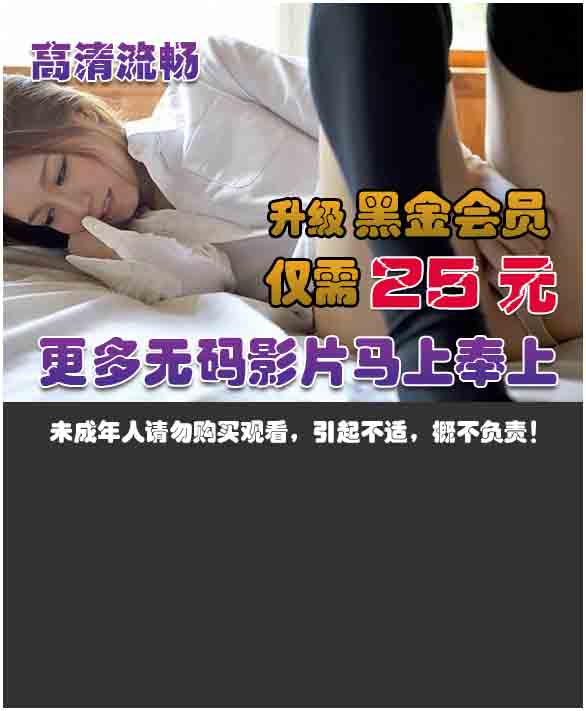 高清流畅
升级 黑金会员
仅需 25 元
更多无码影片马上奉上
未成年人请勿购买观看，引起不适，概不负责！